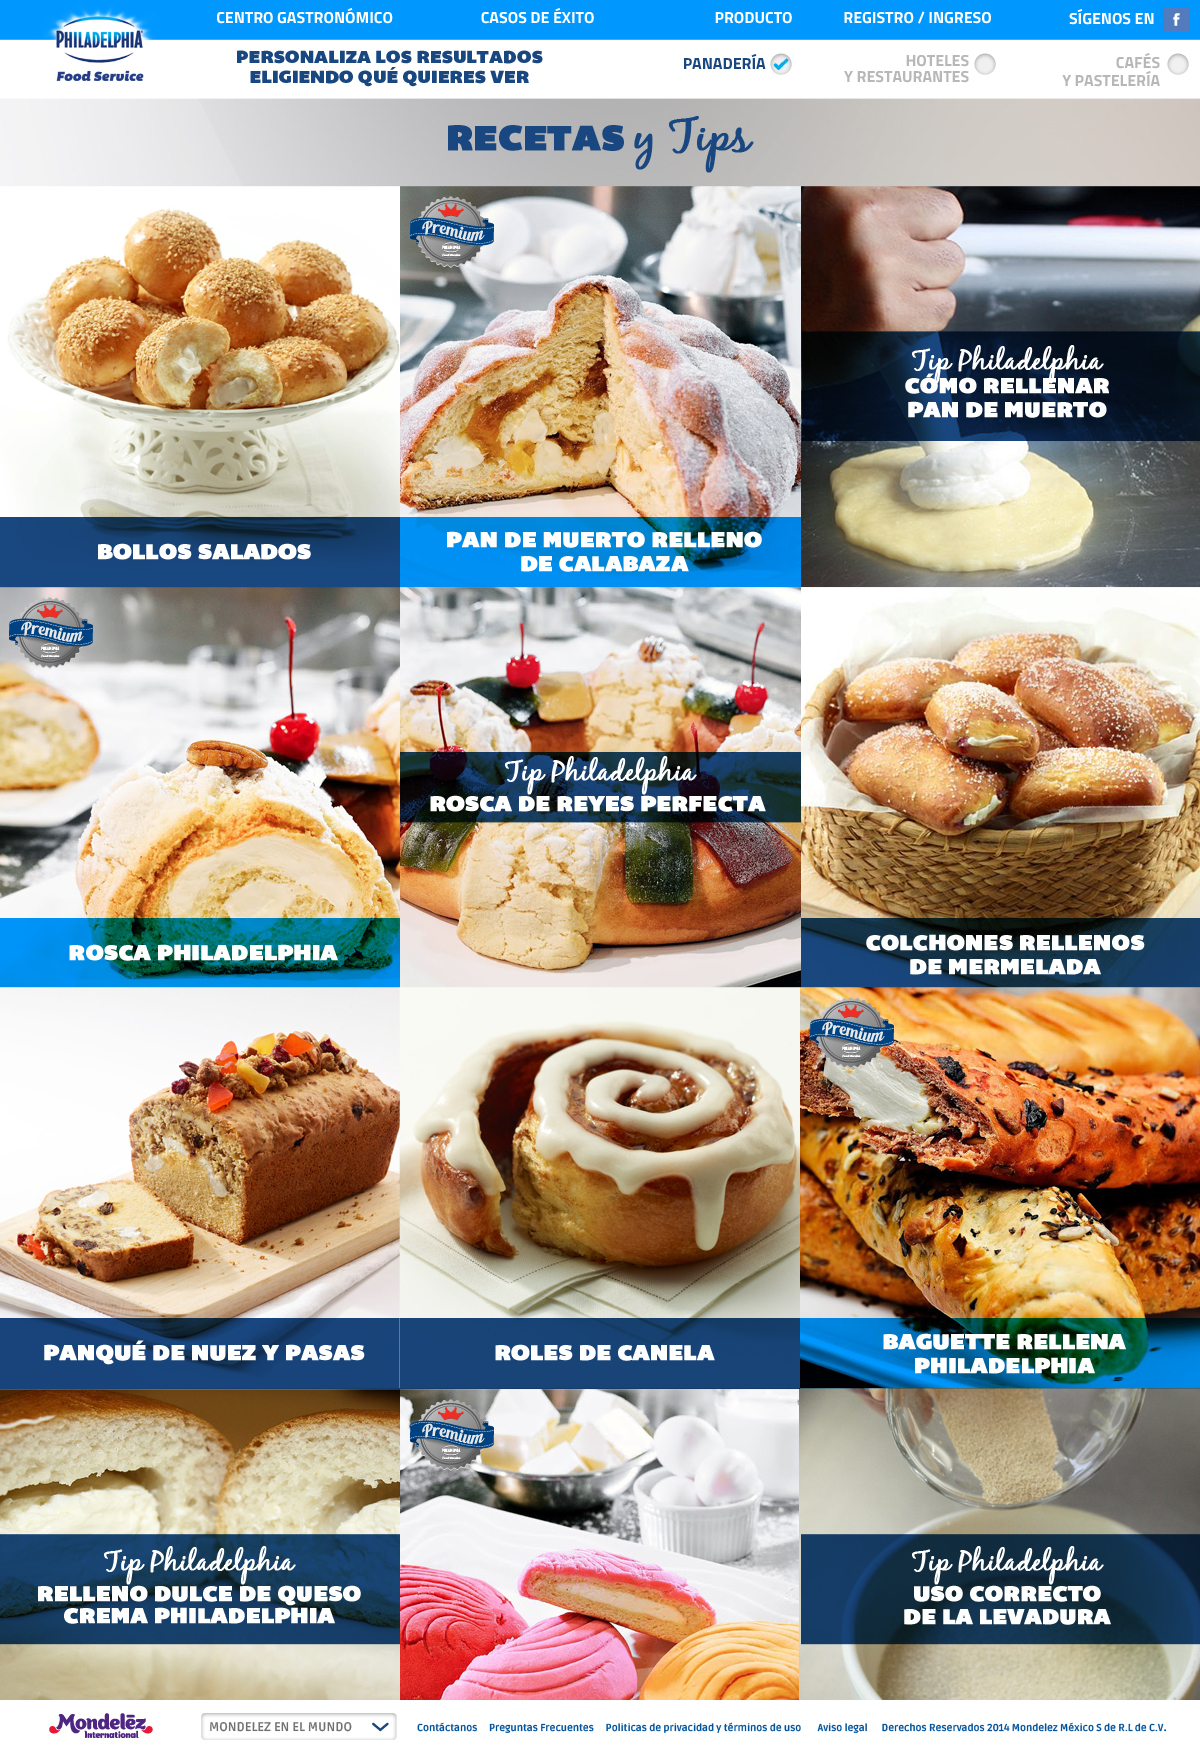 CENTRO GASTRONÓMICO
CASOS DE ÉXITO
PRODUCTO
REGISTRO / INGRESO
SÍGENOS EN
f
PHILADELPHIA
Food Service
PERSONALIZA LOS RESULTADOS
ELIGIENDO QUÉ QUIERES VER
PANADERÍA
HOTELES
Y RESTAURANTES
CAFÉS
Y PASTELERÍA
RECETAS y Tips
BOLLOS SALADOS
Premium
PAN DE MUERTO RELLENO
DE CALABAZA
Tip Philadelphia
CÓMO RELLENAR
PAN DE MUERTO
Premium
ROSCA PHILADELPHIA
Tip Philadelphia
ROSCA DE REYES PERFECTA
COLCHONES RELLENOS
DE MERMELADA
PANQUÉ DE NUEZ Y PASAS
ROLES DE CANELA
Premium
BAGUETTE RELLENA
PHILADELPHIA
Tip Philadelphia
RELLENO DULCE DE QUESO
CREMA PHILADELPHIA
Premium
Tip Philadelphia
USO CORRECTO
DE LA LEVADURA
Mondelēz
International
MONDELEZ EN EL MUNDO
Contáctanos
Preguntas Frecuentes
Politicas de privacidad y términos de uso
Aviso legal
Derechos Reservados 2014 Mondelez México S de R.L de C.V.